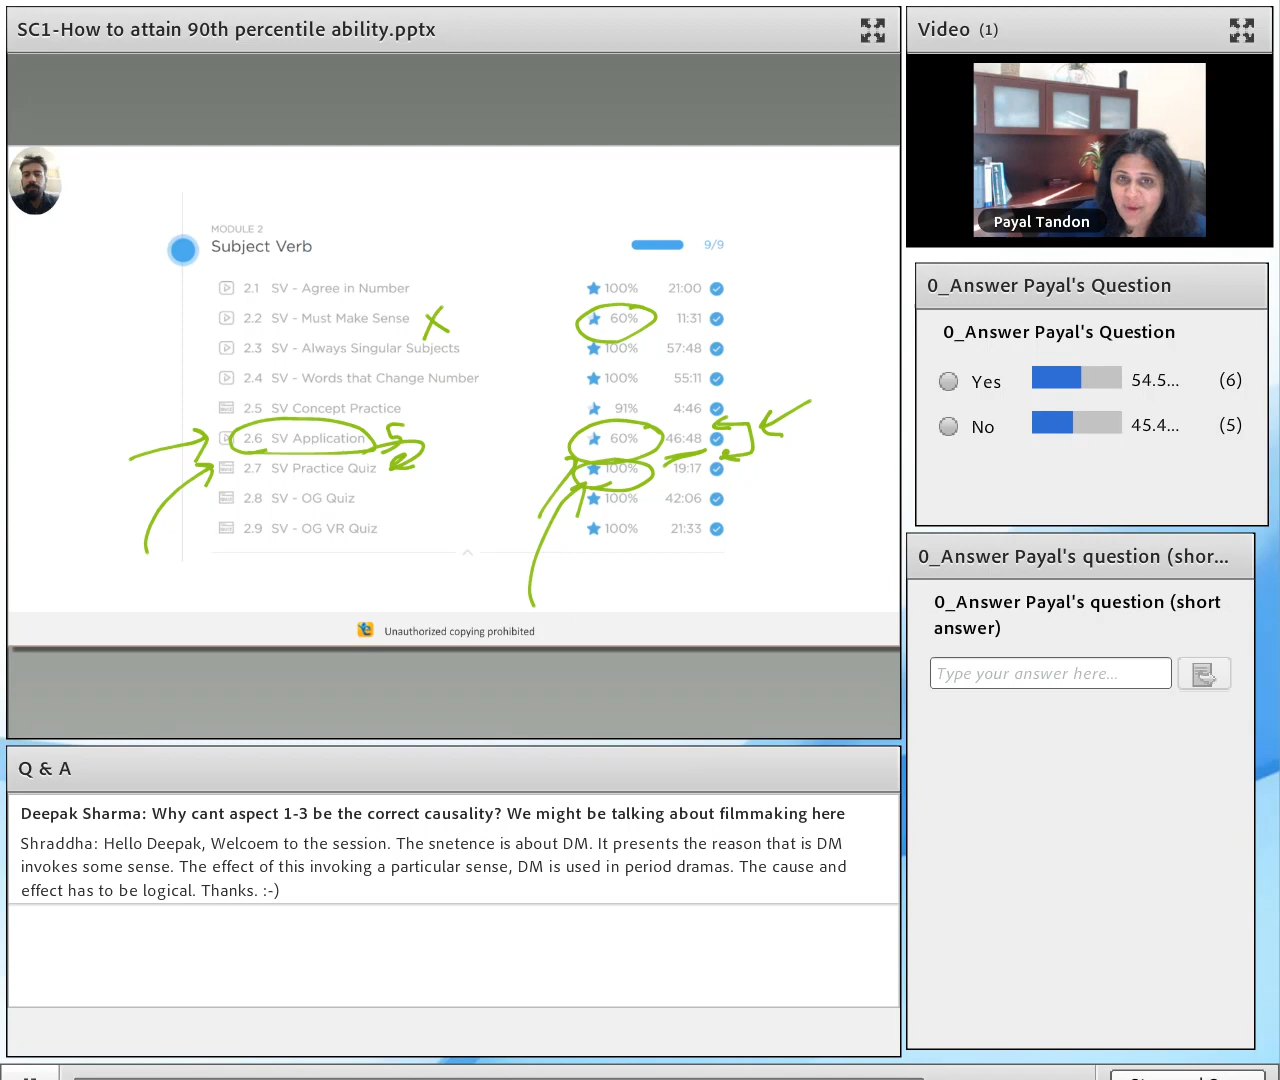 SC1-How to attain 90th percentile ability.pptx
Video (1)
Payal Tandon
MODULE 2
Subject Verb
9/9
2.1 SV - Agree in Number 100% 21:00
2.2 SV - Must Make Sense X 60% 11:31
2.3 SV - Always Singular Subjects 100% 57:48
2.4 SV - Words that Change Number 100% 55:11
2.5 SV Concept Practice 91% 4:46
2.6 SV Application 5 60% 46:48
2.7 SV Practice Quiz 100% 19:17
2.8 SV - OG Quiz 100% 42:06
2.9 SV - OG VR Quiz 100% 21:33
Unauthorized copying prohibited
0_Answer Payal's Question
0_Answer Payal's Question
Yes 54.5... (6)
No 45.4... (5)
0_Answer Payal's question (shor...
0_Answer Payal's question (short
answer)
Type your answer here...
Q & A
Deepak Sharma: Why cant aspect 1-3 be the correct causality? We might be talking about filmmaking here
Shraddha: Hello Deepak, Welcoem to the session. The snetence is about DM. It presents the reason that is DM
invokes some sense. The effect of this invoking a particular sense, DM is used in period dramas. The cause and
effect has to be logical. Thanks. :-)